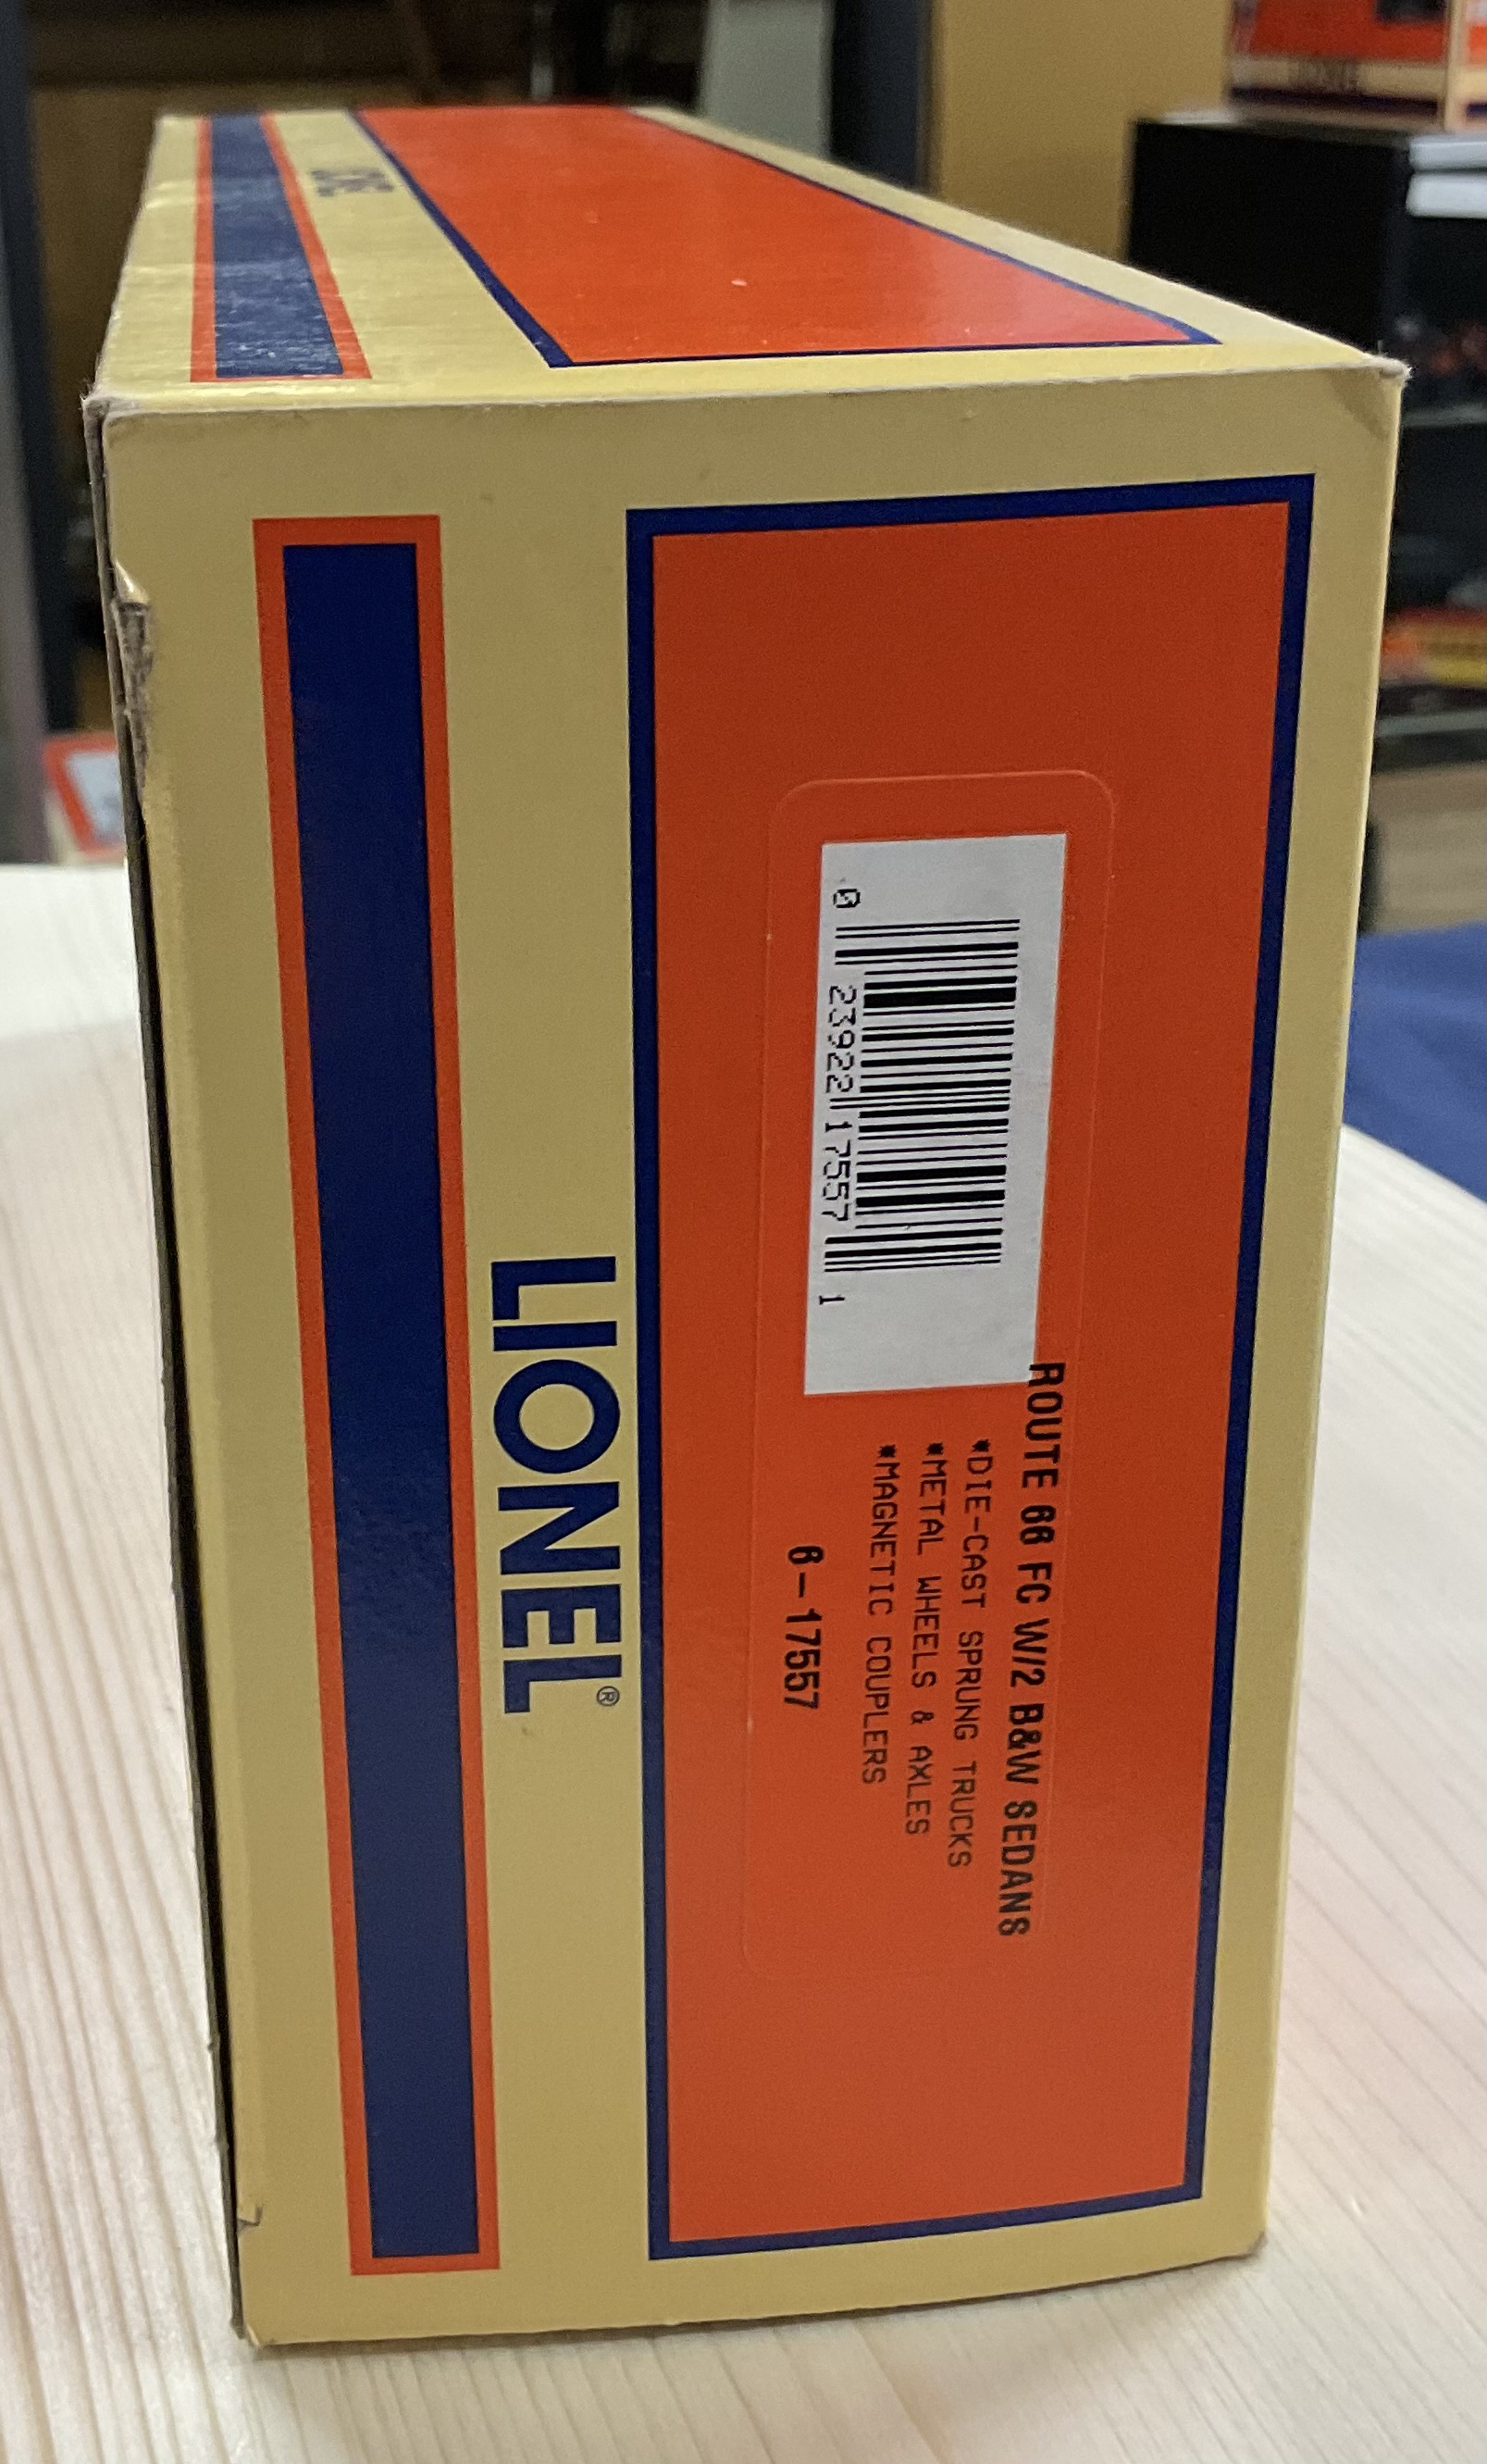 LIONEL®
0 23922 17557 1
ROUTE 66 FC W/2 B&W SEDANS
*DIE-CAST SPRUNG TRUCKS
*METAL WHEELS & AXLES
*MAGNETIC COUPLERS
6-17557